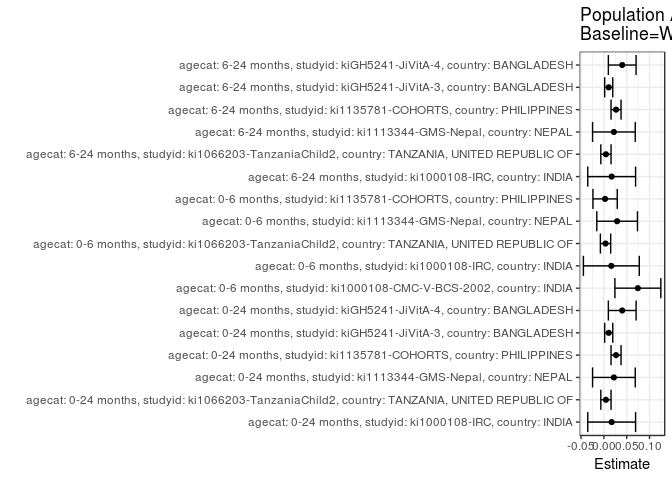 Population
Baseline=W
agecat: 6-24 months, studyid: kiGH5241-JiVitA-4, country: BANGLADESH
agecat: 6-24 months, studyid: kiGH5241-JiVitA-3, country: BANGLADESH
agecat: 6-24 months, studyid: ki1135781-COHORTS, country: PHILIPPINES
agecat: 6-24 months, studyid: ki1113344-GMS-Nepal, country: NEPAL
agecat: 6-24 months, studyid: ki1066203-TanzaniaChild2, country: TANZANIA, UNITED REPUBLIC OF
agecat: 6-24 months, studyid: ki1000108-IRC, country: INDIA
agecat: 0-6 months, studyid: ki1135781-COHORTS, country: PHILIPPINES
agecat: 0-6 months, studyid: ki1113344-GMS-Nepal, country: NEPAL
agecat: 0-6 months, studyid: ki1066203-TanzaniaChild2, country: TANZANIA, UNITED REPUBLIC OF
agecat: 0-6 months, studyid: ki1000108-IRC, country: INDIA
agecat: 0-6 months, studyid: ki1000108-CMC-V-BCS-2002, country: INDIA
agecat: 0-24 months, studyid: kiGH5241-JiVitA-4, country: BANGLADESH
agecat: 0-24 months, studyid: kiGH5241-JiVitA-3, country: BANGLADESH
agecat: 0-24 months, studyid: ki1135781-COHORTS, country: PHILIPPINES
agecat: 0-24 months, studyid: ki1113344-GMS-Nepal, country: NEPAL
agecat: 0-24 months, studyid: ki1066203-TanzaniaChild2, country: TANZANIA, UNITED REPUBLIC OF
agecat: 0-24 months, studyid: ki1000108-IRC, country: INDIA
-0.05 0.00 0.05 0.10
Estimate